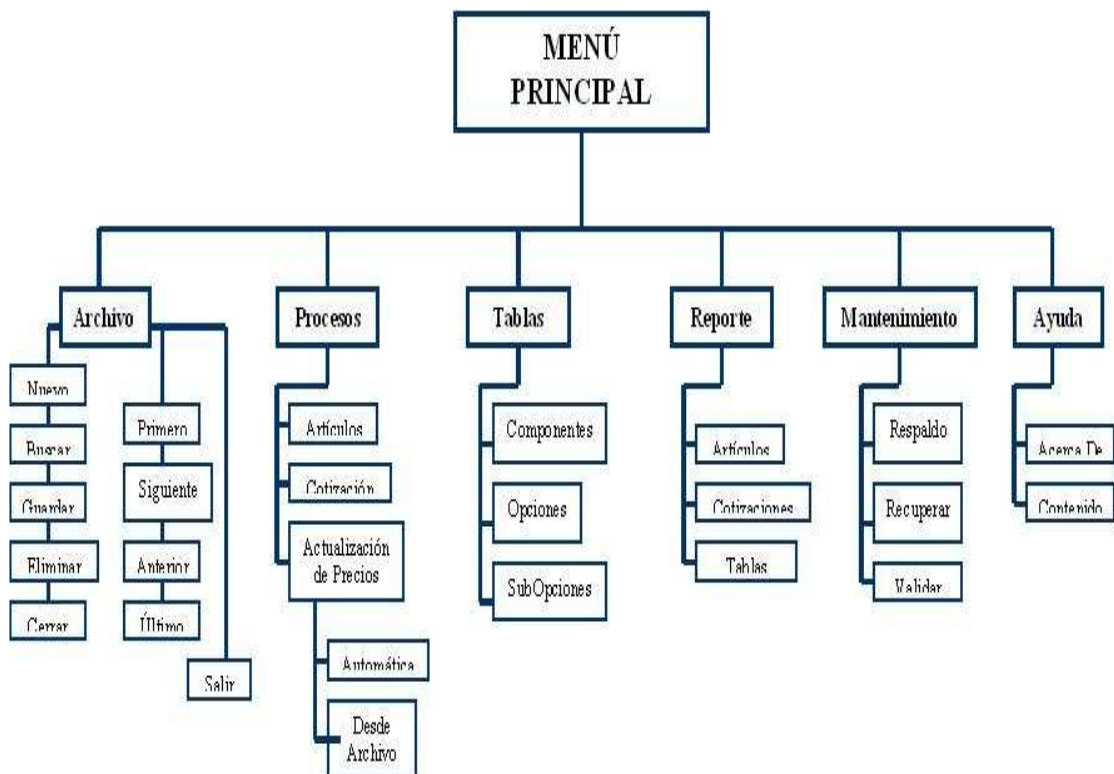 MENÚ
PRINCIPAL
Archivo
Procesos
Tablas
Reporte
Mantenimiento
Ayuda
Nuevo
Buscar
Guardar
Eliminar
Cerrar
Primero
Siguiente
Anterior
Último
Salir
Artículos
Cotización
Actualización
de Precios
Automática
Desde
Archivo
Componentes
Opciones
SubOpciones
Artículos
Cotizaciones
Tablas
Respaldo
Recuperar
Validar
Acerca De
Contenido